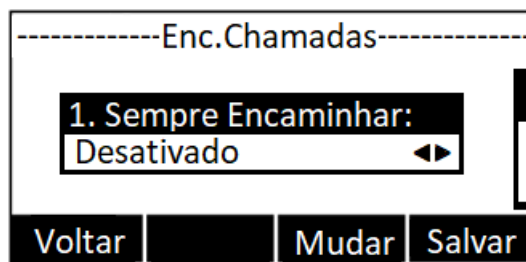 -------------Enc.Chamadas-------------
1. Sempre Encaminhar:
Desativado
Voltar Mudar Salvar